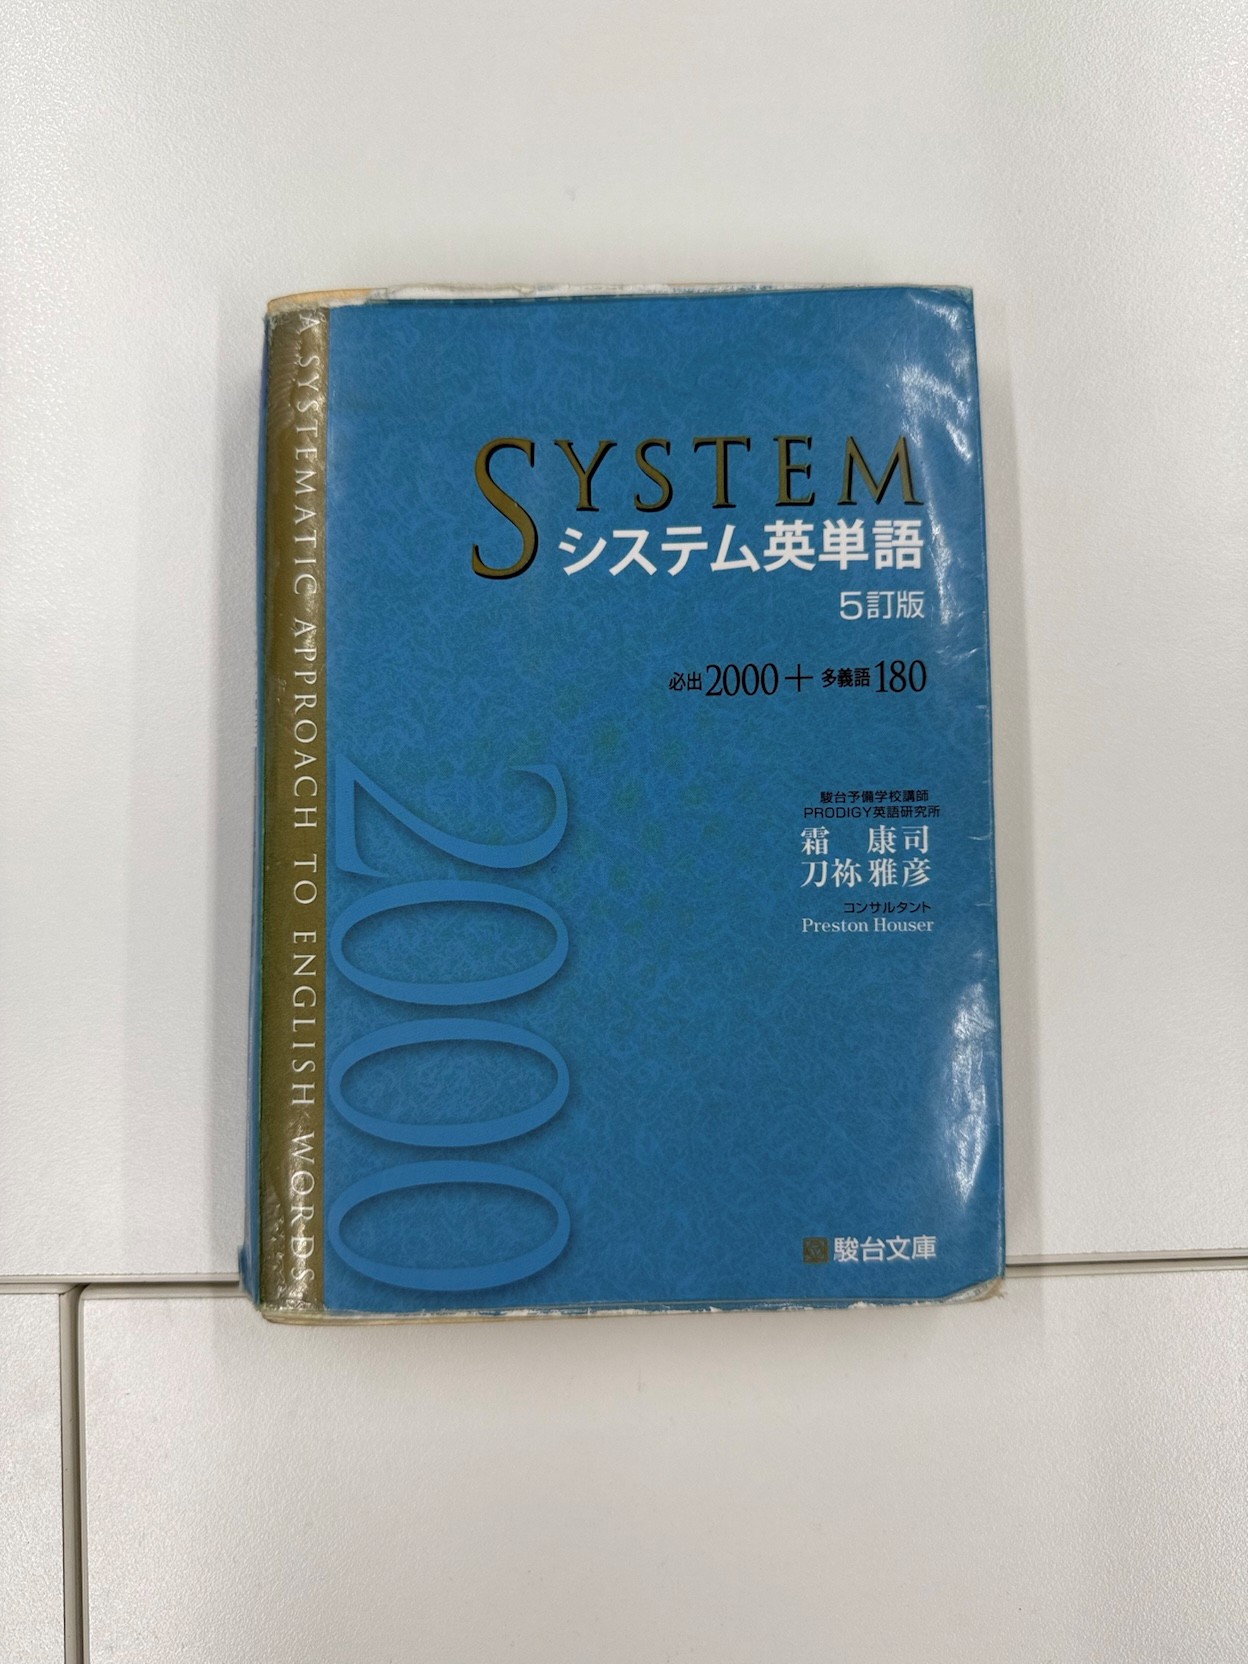 A SYSTEMATIC APPROACH TO ENGLISH WORDS
SYSTEM
システム英単語
5訂版
必出2000+多義語180
2000
駿台予備学校講師
PRODIGY英語研究所
霜 康司
刀祢雅彦
コンサルタント
Preston Houser
駿台文庫